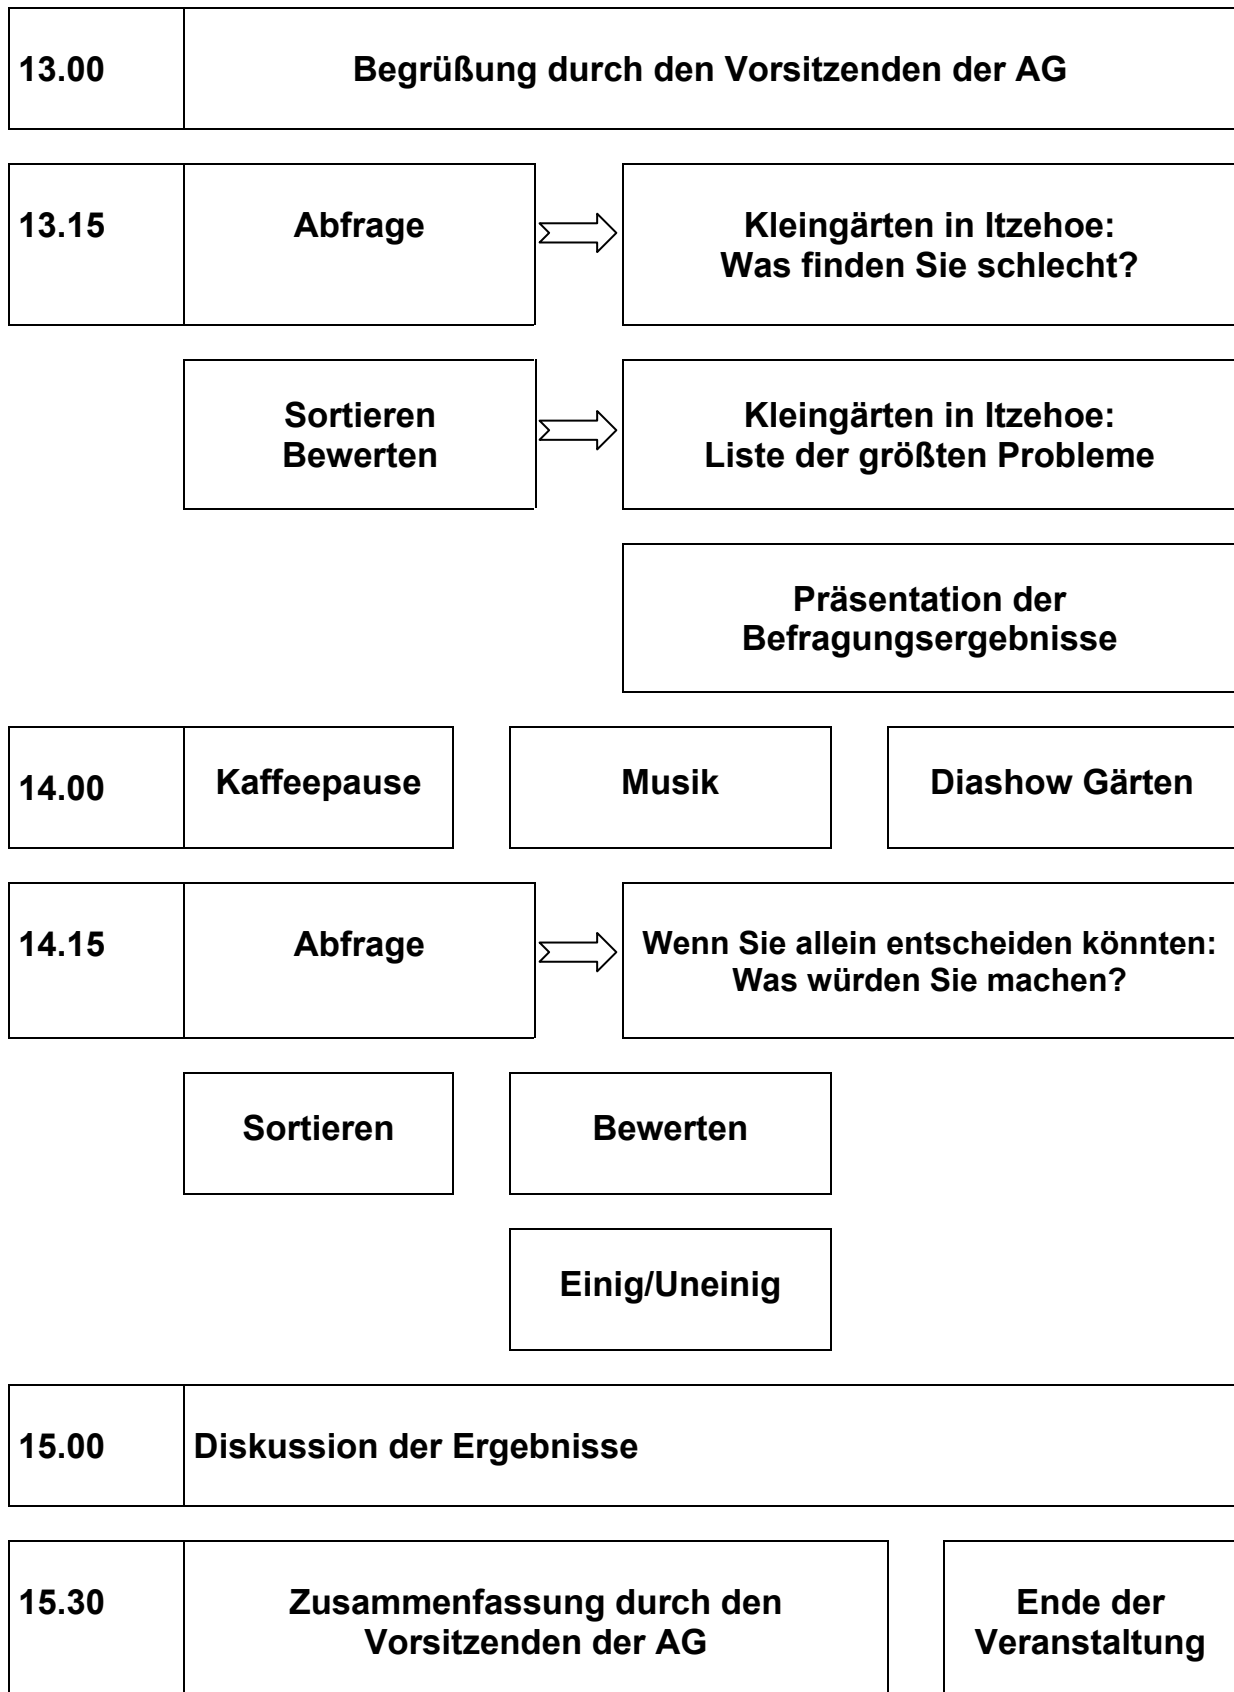 13.00
Begrüßung durch den Vorsitzenden der AG
13.15
Abfrage
Kleingärten in Itzehoe:
Was finden Sie schlecht?
Sortieren
Bewerten
Kleingärten in Itzehoe:
Liste der größten Probleme
Präsentation der
Befragungsergebnisse
14.00
Kaffeepause
Musik
Diashow Gärten
14.15
Abfrage
Wenn Sie allein entscheiden könnten:
Was würden Sie machen?
Sortieren
Bewerten
Einig/Uneinig
15.00
Diskussion der Ergebnisse
15.30
Zusammenfassung durch den
Vorsitzenden der AG
Ende der
Veranstaltung